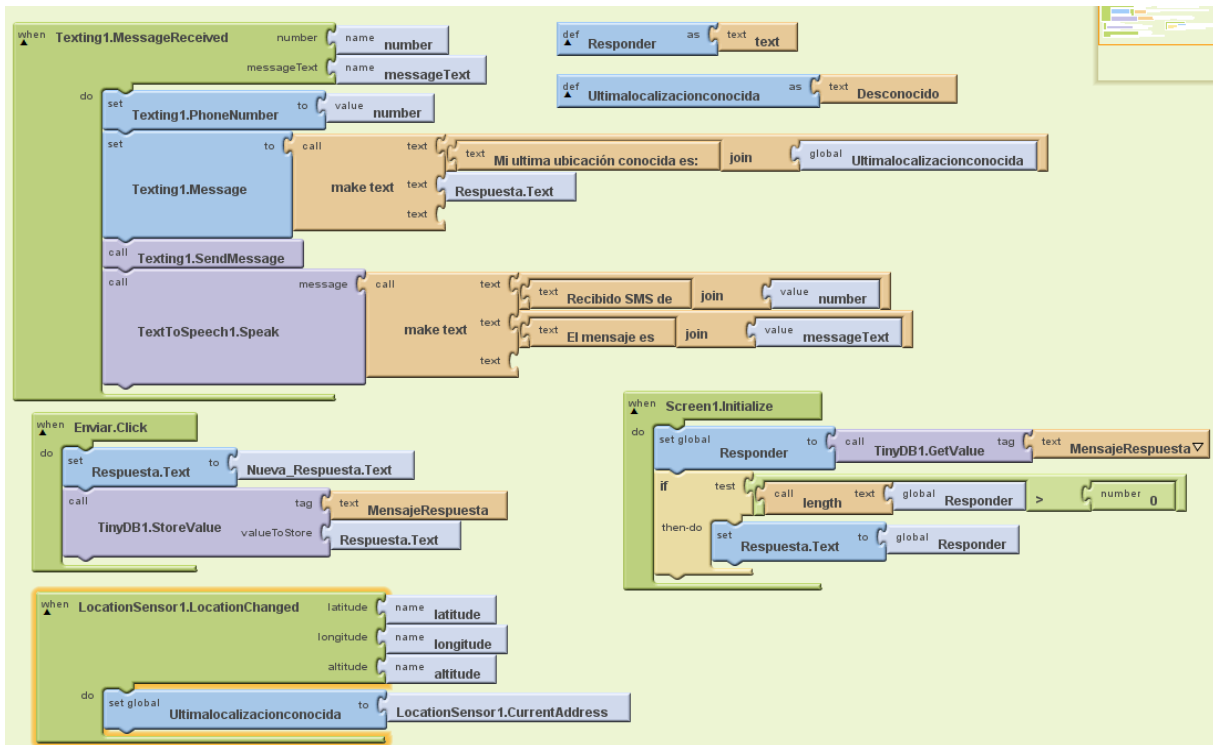 when Texting1.MessageReceived number name number
messageText name messageText
do set Texting1.PhoneNumber to value number
set Texting1.Message to call make text text text Mi ultima ubicación conocida es: join global Ultimalocalizacionconocida
text Respuesta.Text
text
call Texting1.SendMessage
call TextToSpeech1.Speak message call make text text text Recibido SMS de join value number
text text El mensaje es join value messageText
text
def Responder as text text
def Ultimalocalizacionconocida as text Desconocido
when Enviar.Click
do set Respuesta.Text to Nueva_Respuesta.Text
call TinyDB1.StoreValue tag text MensajeRespuesta
valueToStore Respuesta.Text
when Screen1.Initialize
do set global Responder to call TinyDB1.GetValue tag text MensajeRespuesta
if test call length text global Responder > number 0
then-do set Respuesta.Text to global Responder
when LocationSensor1.LocationChanged latitude name latitude
longitude name longitude
altitude name altitude
do set global Ultimalocalizacionconocida to LocationSensor1.CurrentAddress